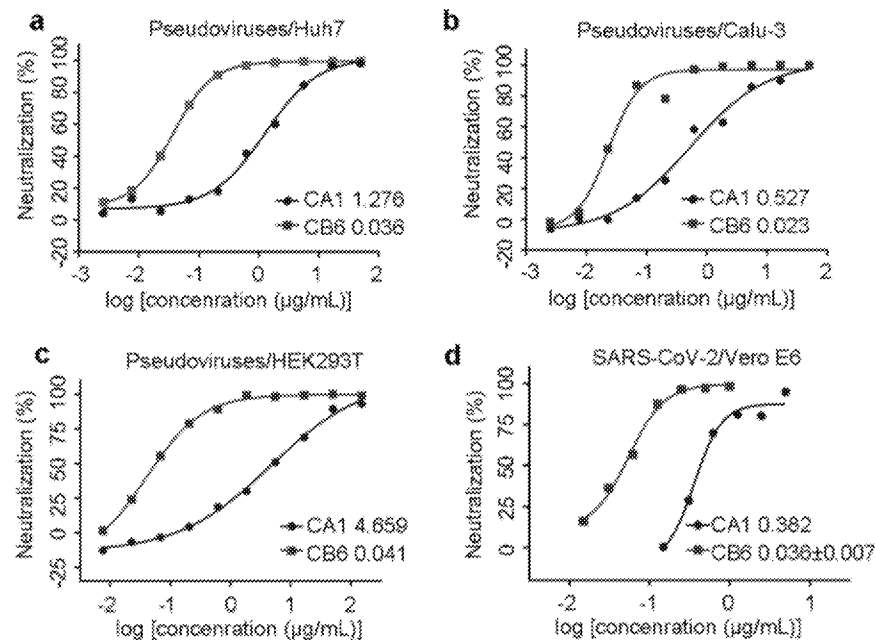 a
Pseudoviruses/Huh7
Neutralization (%)
100
80
60
40
20
0
-20
CA1 1.276
CB6 0.036
-3 -2 -1 0 1 2
log [concenration (μg/mL)]
b
Pseudoviruses/Calu-3
Neutralization (%)
100
80
60
40
20
0
-20
CA1 0.527
CB6 0.023
-3 -2 -1 0 1 2
log [concenration (μg/mL)]
c
Pseudoviruses/HEK293T
Neutralization (%)
100
75
50
25
0
-25
CA1 4.659
CB6 0.041
-2 -1 0 1 2
log [concenration (μg/mL)]
d
SARS-CoV-2/Vero E6
Neutralization (%)
100
75
50
25
0
CA1 0.382
CB6 0.036±0.007
-2 -1 0 1
log [concenration (μg/mL)]